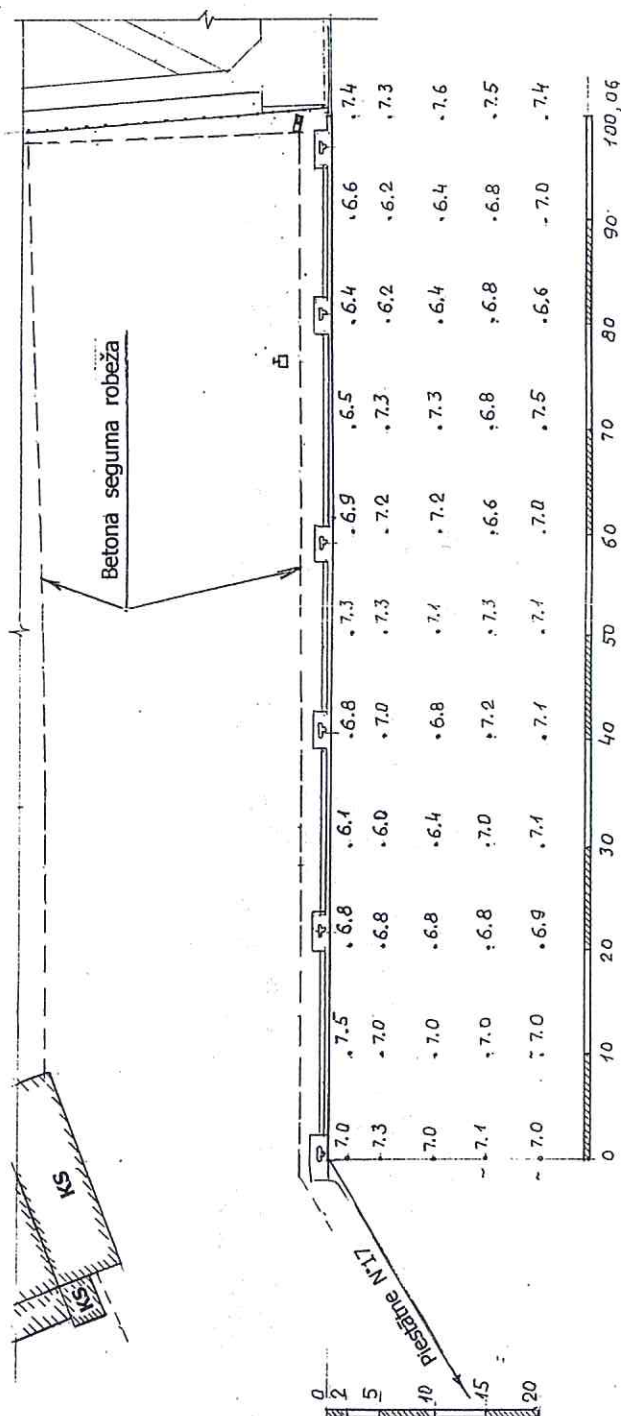 Betona seguma robeža
KS
KS
Piestātne N°17
7.0 7.5 6.8 6.1 6.8 7.3 6.9 6.5 6.4 6.6 7.4
7.3 7.0 6.8 6.0 7.0 7.3 7.2 7.3 6.2 6.2 7.3
7.0 7.0 6.8 6.4 6.8 7.1 7.2 7.3 6.4 6.4 7.6
7.1 7.0 6.8 7.0 7.2 7.3 6.6 6.8 6.8 6.8 7.5
7.0 7.0 6.9 7.1 7.1 7.1 7.0 7.5 6.6 7.0 7.4
0 10 20 30 40 50 60 70 80 90 100,06
0
2
5
10
15
20